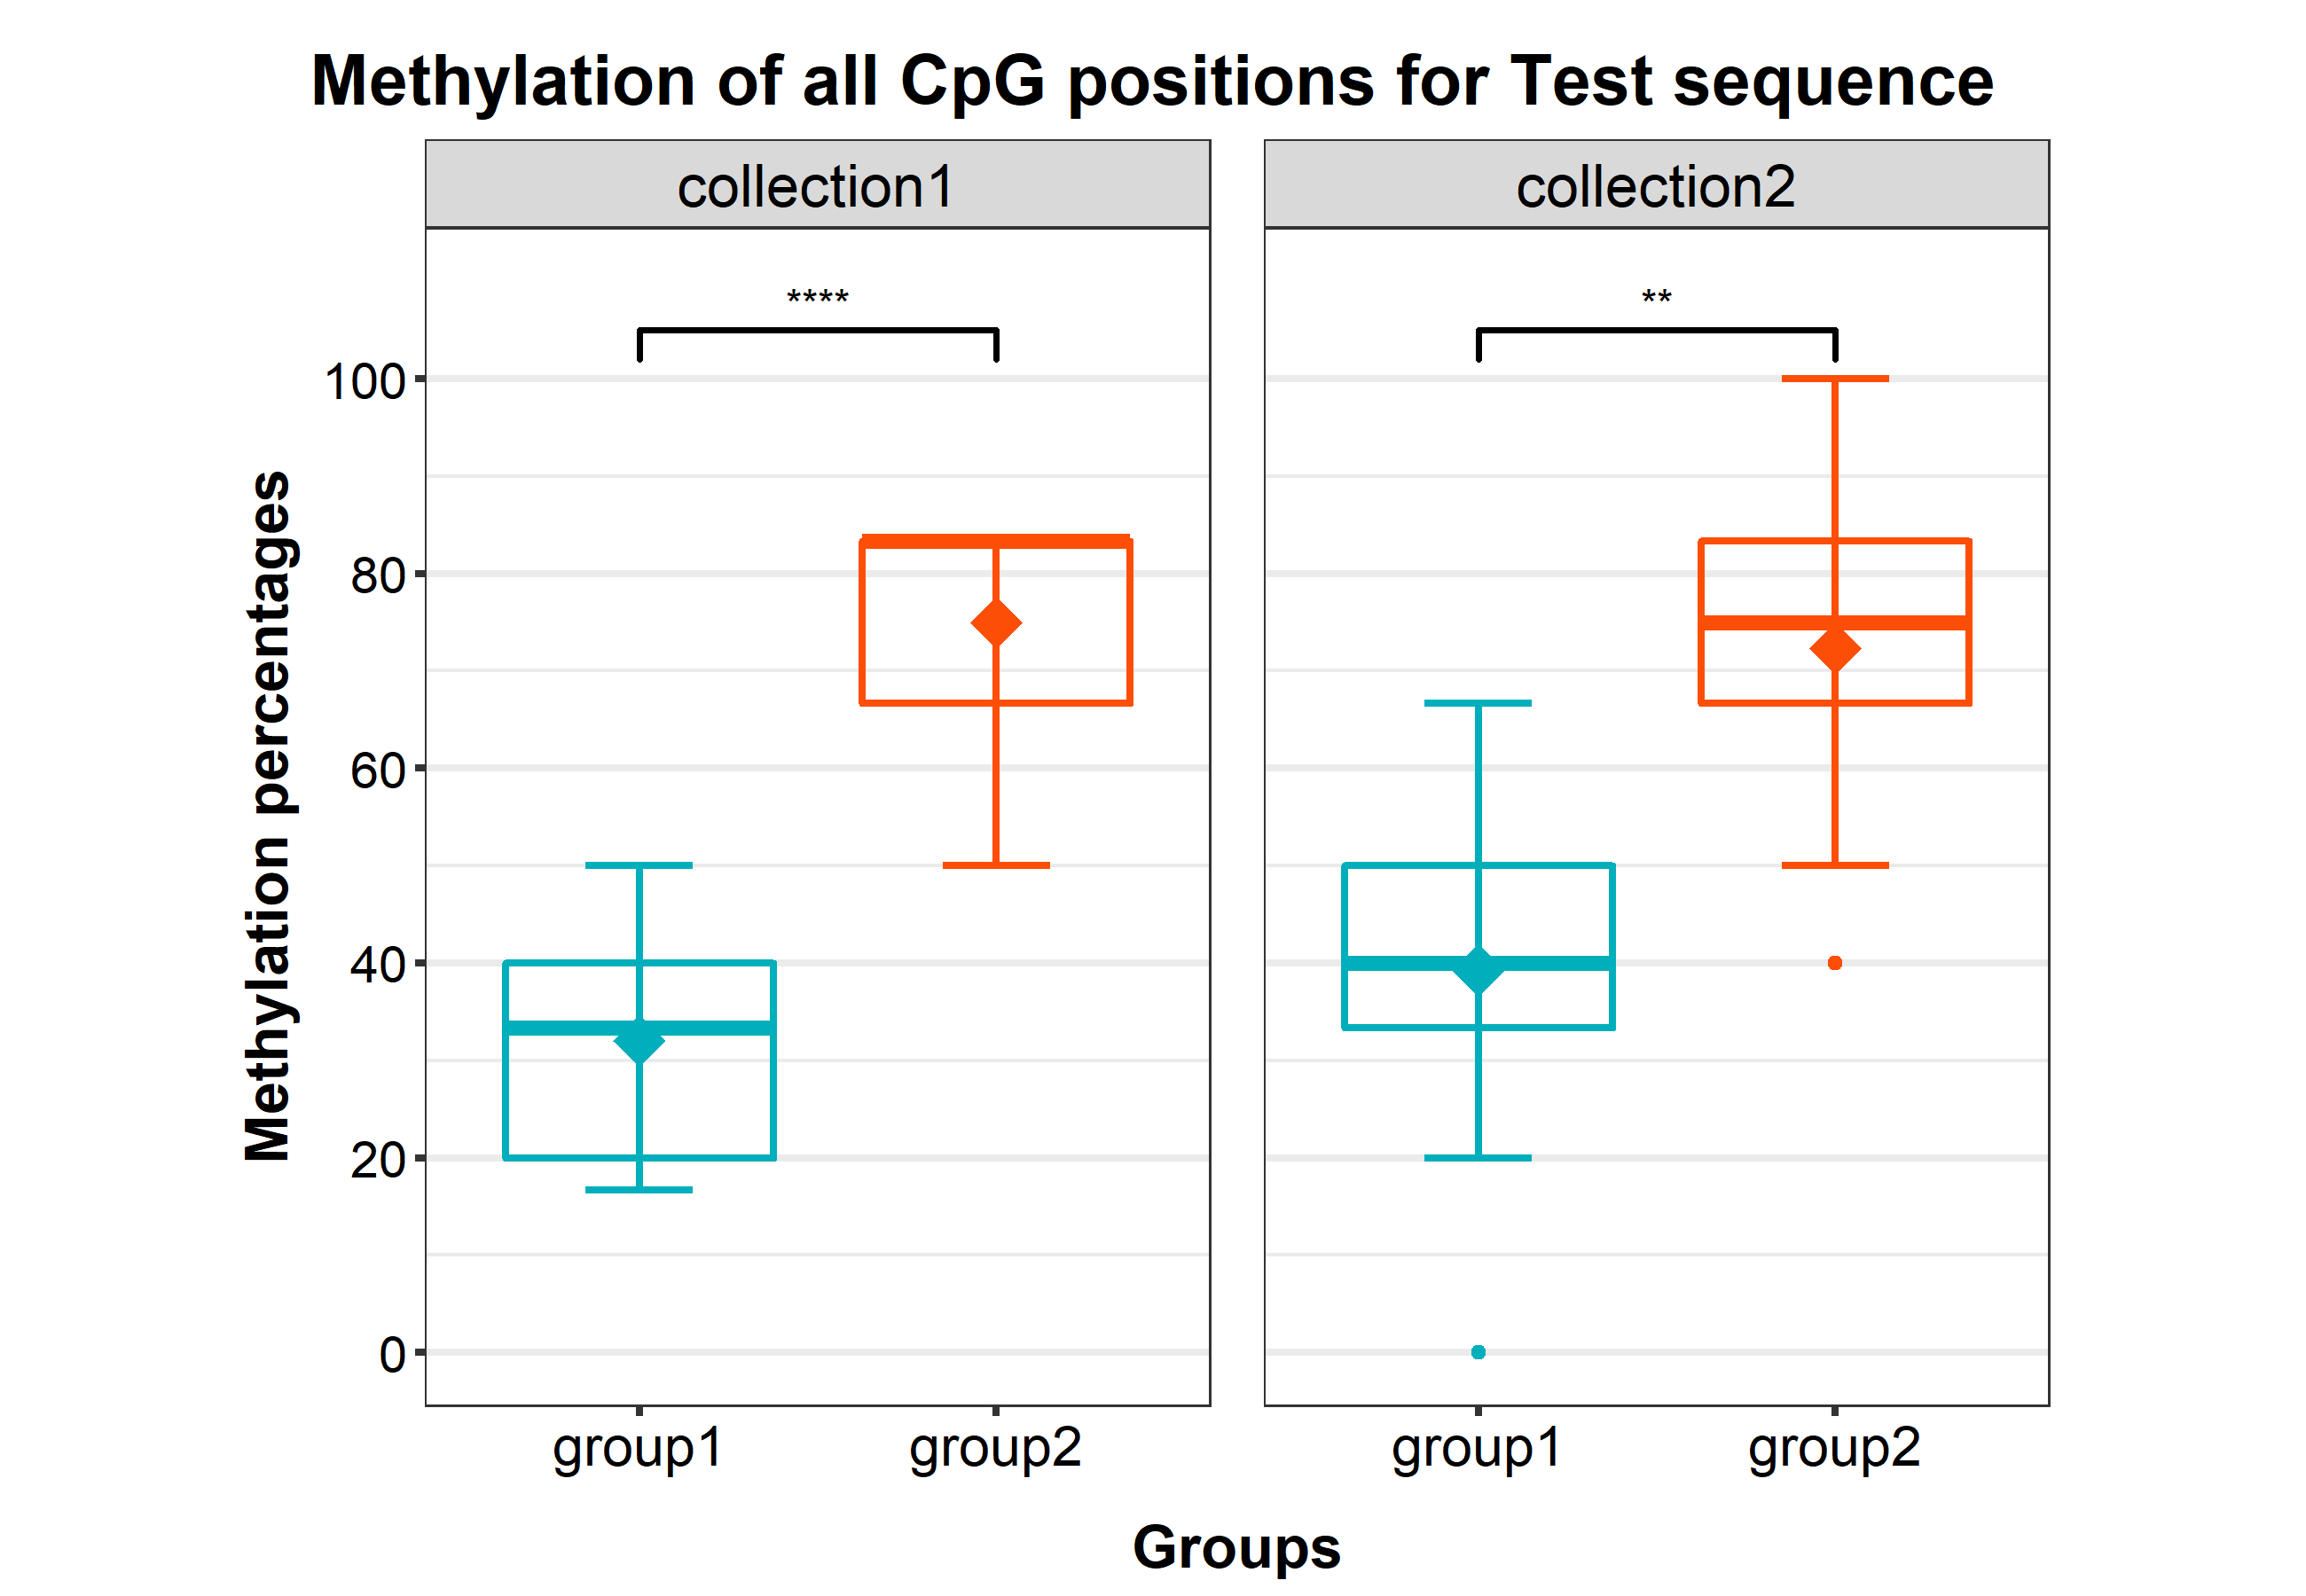 Methylation of all CpG positions for Test sequence
collection1
collection2
****
**
Methylation percentages
100
80
60
40
20
0
group1
group2
group1
group2
Groups